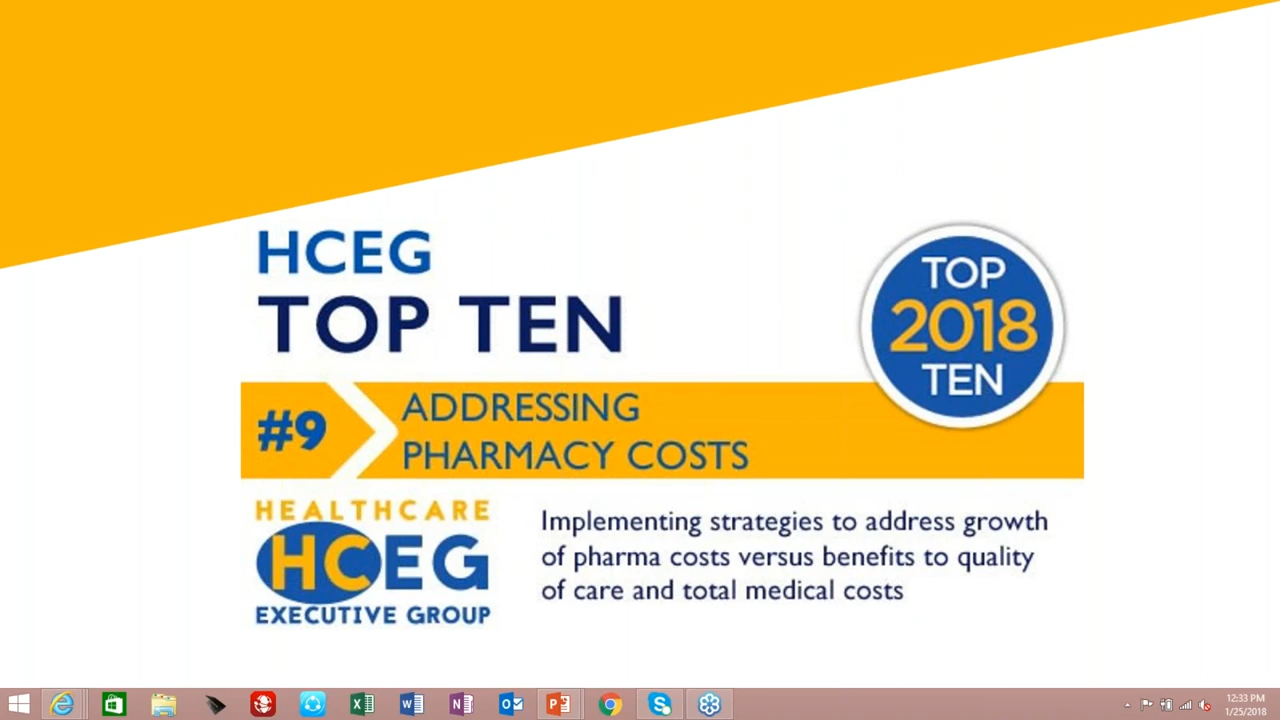 HCEG
TOP TEN
TOP
2018
TEN
#9
ADDRESSING
PHARMACY COSTS
HEALTHCARE
HCEG
EXECUTIVE GROUP
Implementing strategies to address growth
of pharma costs versus benefits to quality
of care and total medical costs
12:33 PM
1/25/2018